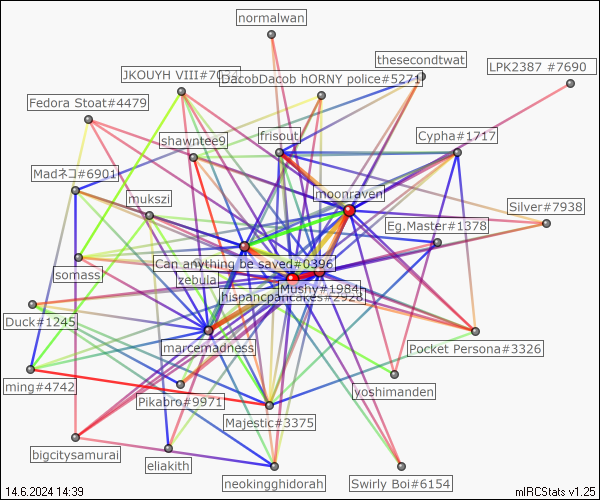 normalwan
thesecondtwat
LPK2387 #7690
JKOUYH VIII#7
DacobDacob hORNY police#5271
Fedora Stoat#4479
shawntee9
frisout
Cypha#1717
Madネコ#6901
mukszi
moonraven
Silver#7938
Eg.Master#1378
Can anything be saved#0396
somass
zebula
Mushy#1984
hispancpancakes#2928
Duck#1245
marcernadness
Pocket Persona#3326
ming#4742
yoshimanden
Pikabro#9971
Majestic#3375
bigcitysamurai
eliakith
neokingghidorah
Swirly Boi#6154
14.6.2024 14:39
mIRCStats v1.25